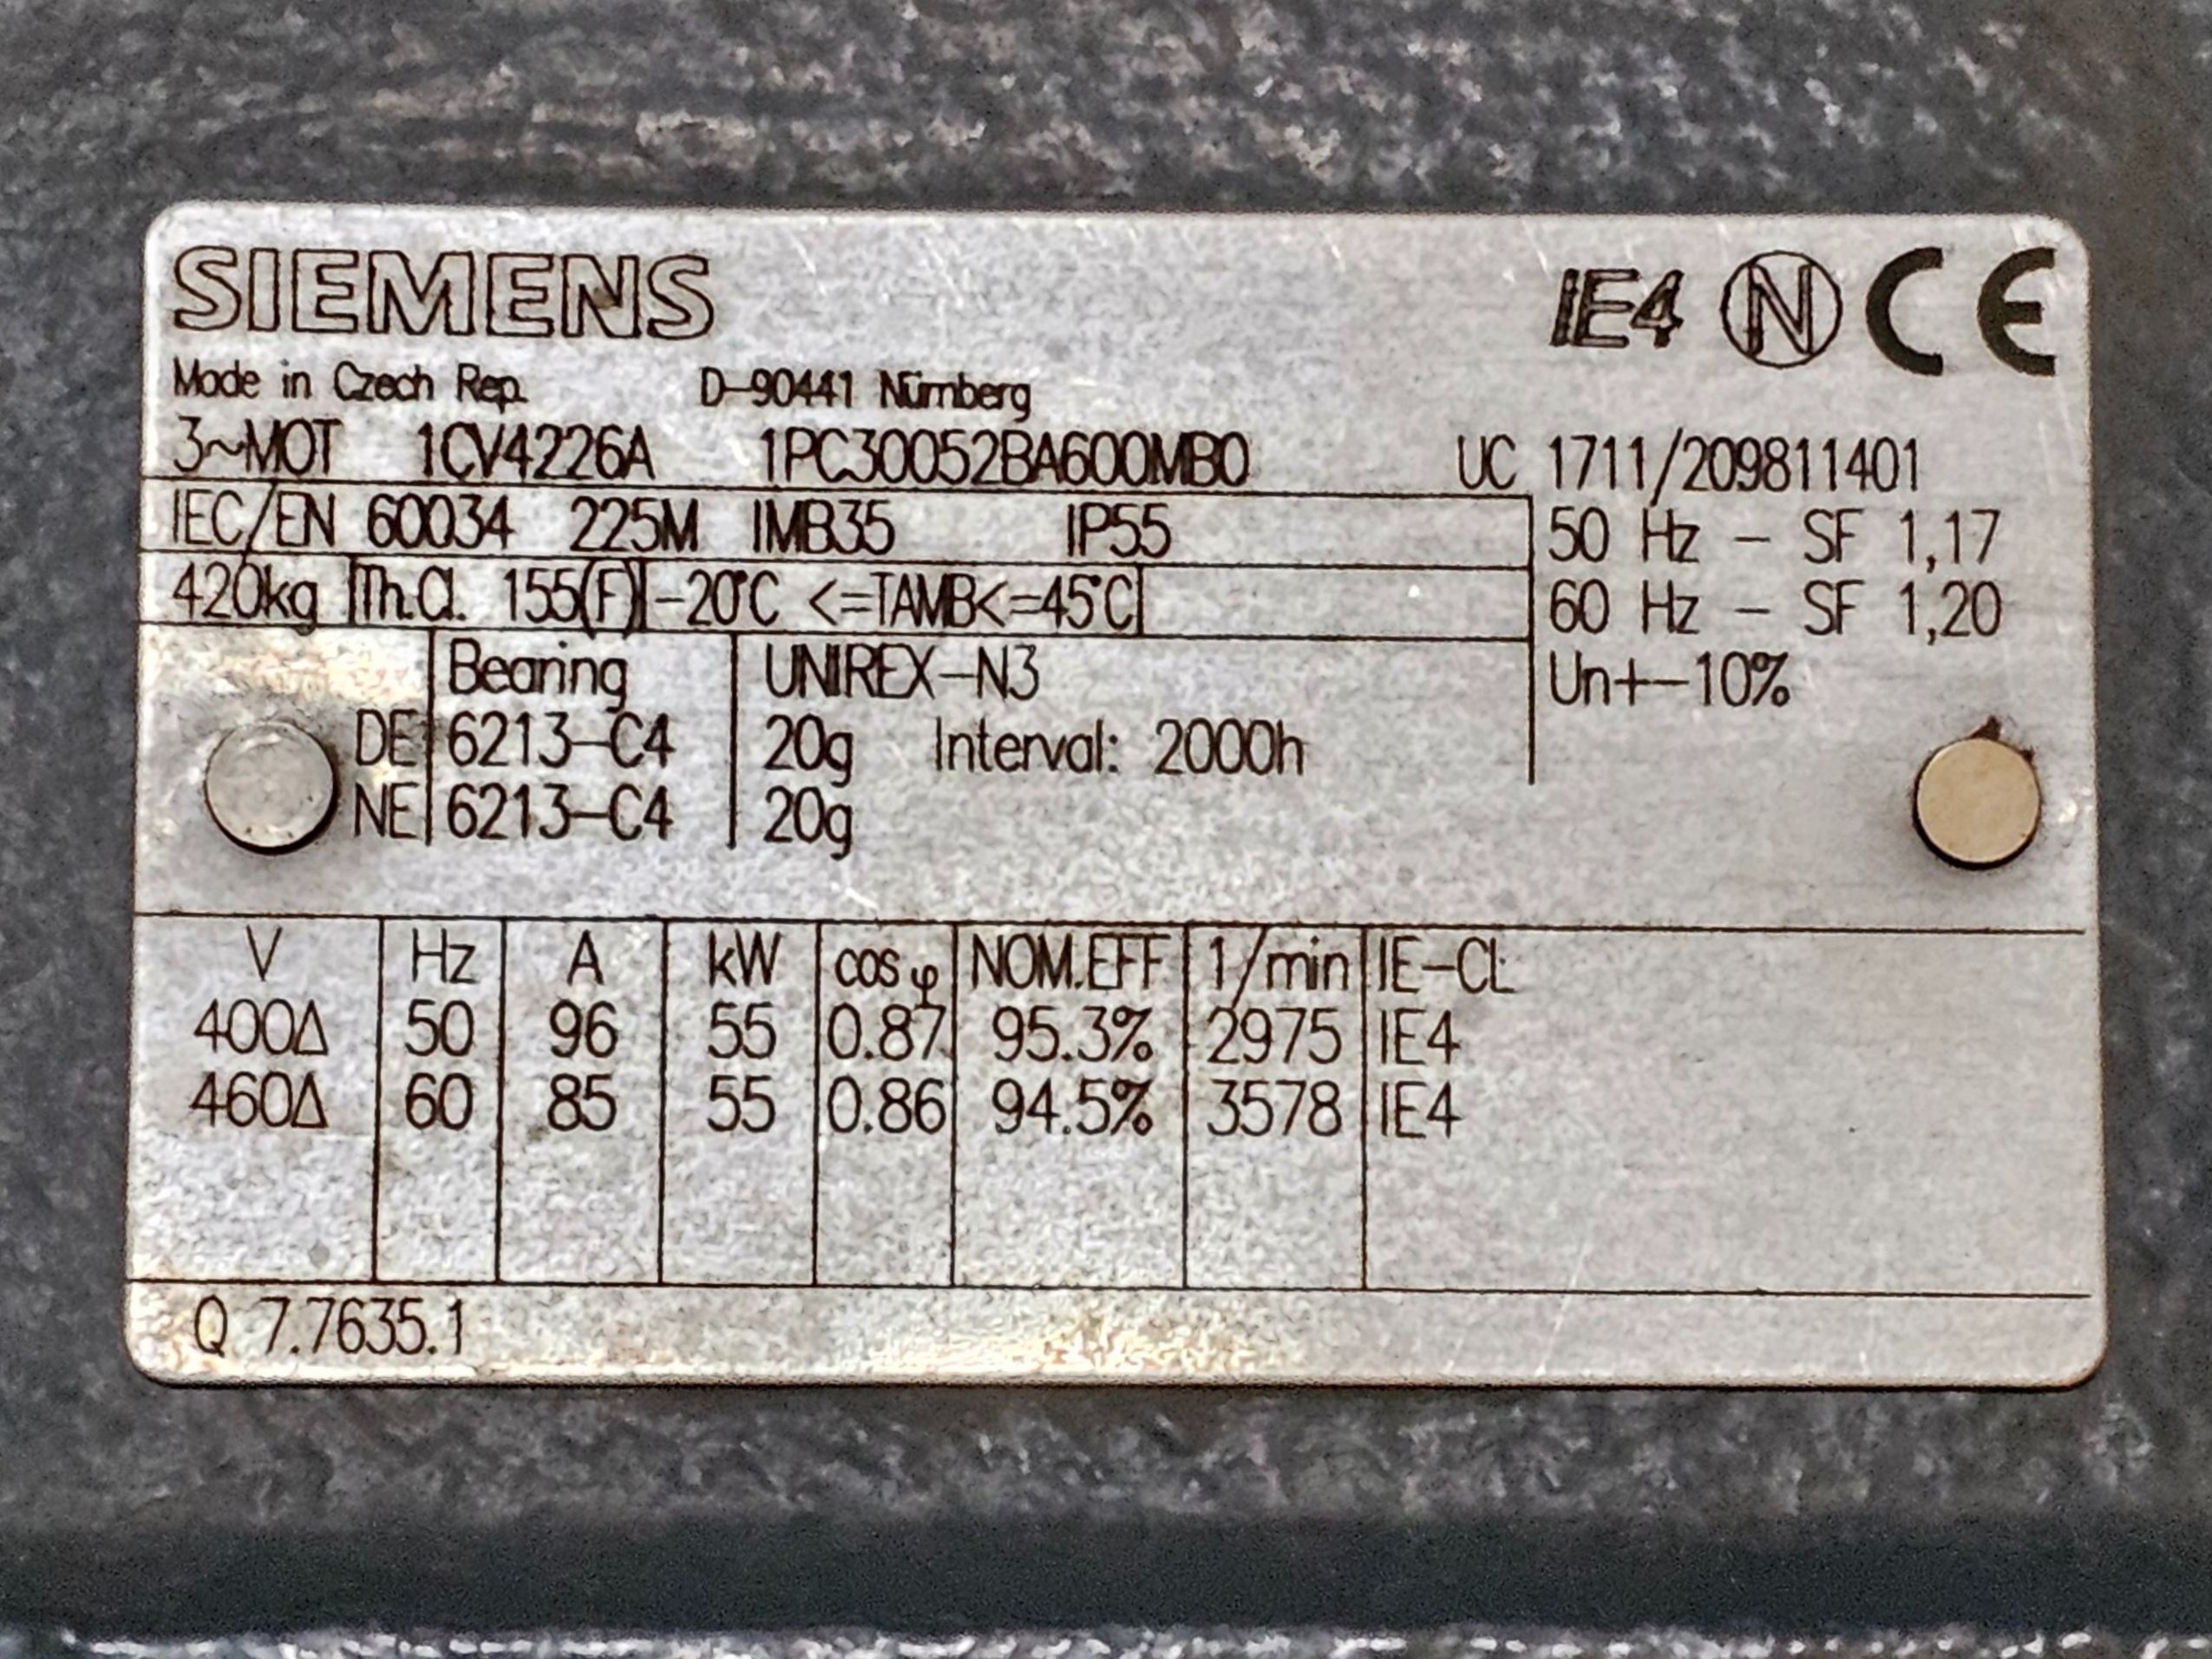 SIEMENS IE4 N CE
Made in Czech Rep. D-90441 Nürnberg
3~MOT 1CV4226A 1PC30052BA600MB0 UC 1711/209811401
IEC/EN 60034 225M IMB35 IP55 50 Hz - SF 1,17
420kg Th.Cl. 155(F) -20°C <=TAMB<=45°C 60 Hz - SF 1,20
Bearing UNIREX-N3 Un+-10%
DE 6213-C4 20g Interval: 2000h
NE 6213-C4 20g
V Hz A kW cos φ NOM.EFF 1/min IE-CL
400Δ 50 96 55 0.87 95.3% 2975 IE4
460Δ 60 85 55 0.86 94.5% 3578 IE4
Q 7.7635.1